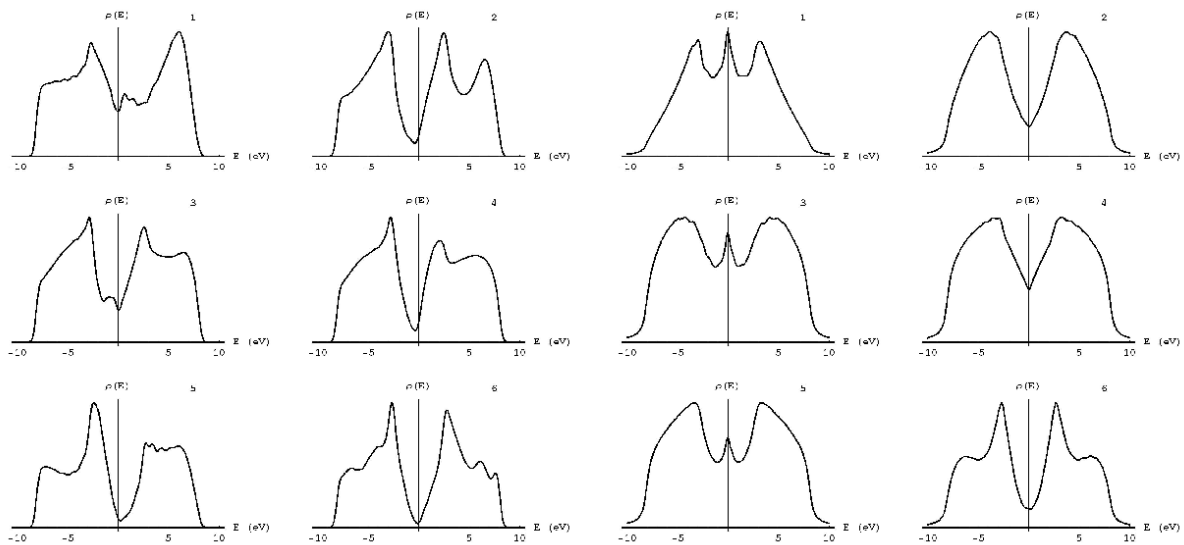 ρ(E) 1 ρ(E) 2 ρ(E) 1 ρ(E) 2
10 -5 5 10 E (eV) 10 -5 5 10 E (eV) 10 -5 5 10 E (eV) 10 -5 5 10 E (eV)
ρ(E) 3 ρ(E) 4 ρ(E) 3 ρ(E) 4
-10 -5 5 10 E (eV) -10 -5 5 10 E (eV) -10 -5 5 10 E (eV) -10 -5 5 10 E (eV)
ρ(E) 5 ρ(E) 6 ρ(E) 5 ρ(E) 6
-10 -5 5 10 E (eV) -10 -5 5 10 E (eV) -10 -5 5 10 E (eV) -10 -5 5 10 E (eV)